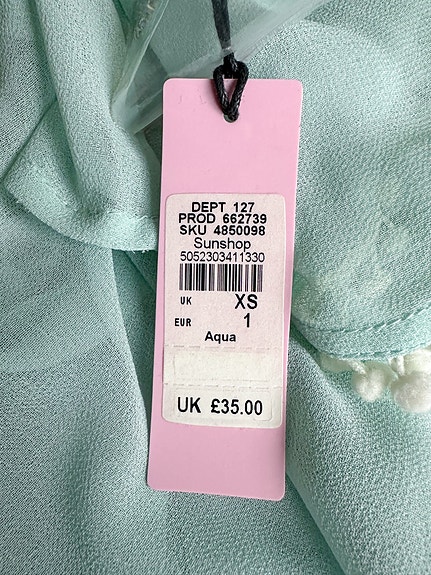 DEPT 127
PROD 662739
SKU 4850098
Sunshop
5052303411330
UK XS
EUR 1
Aqua
UK £35.00